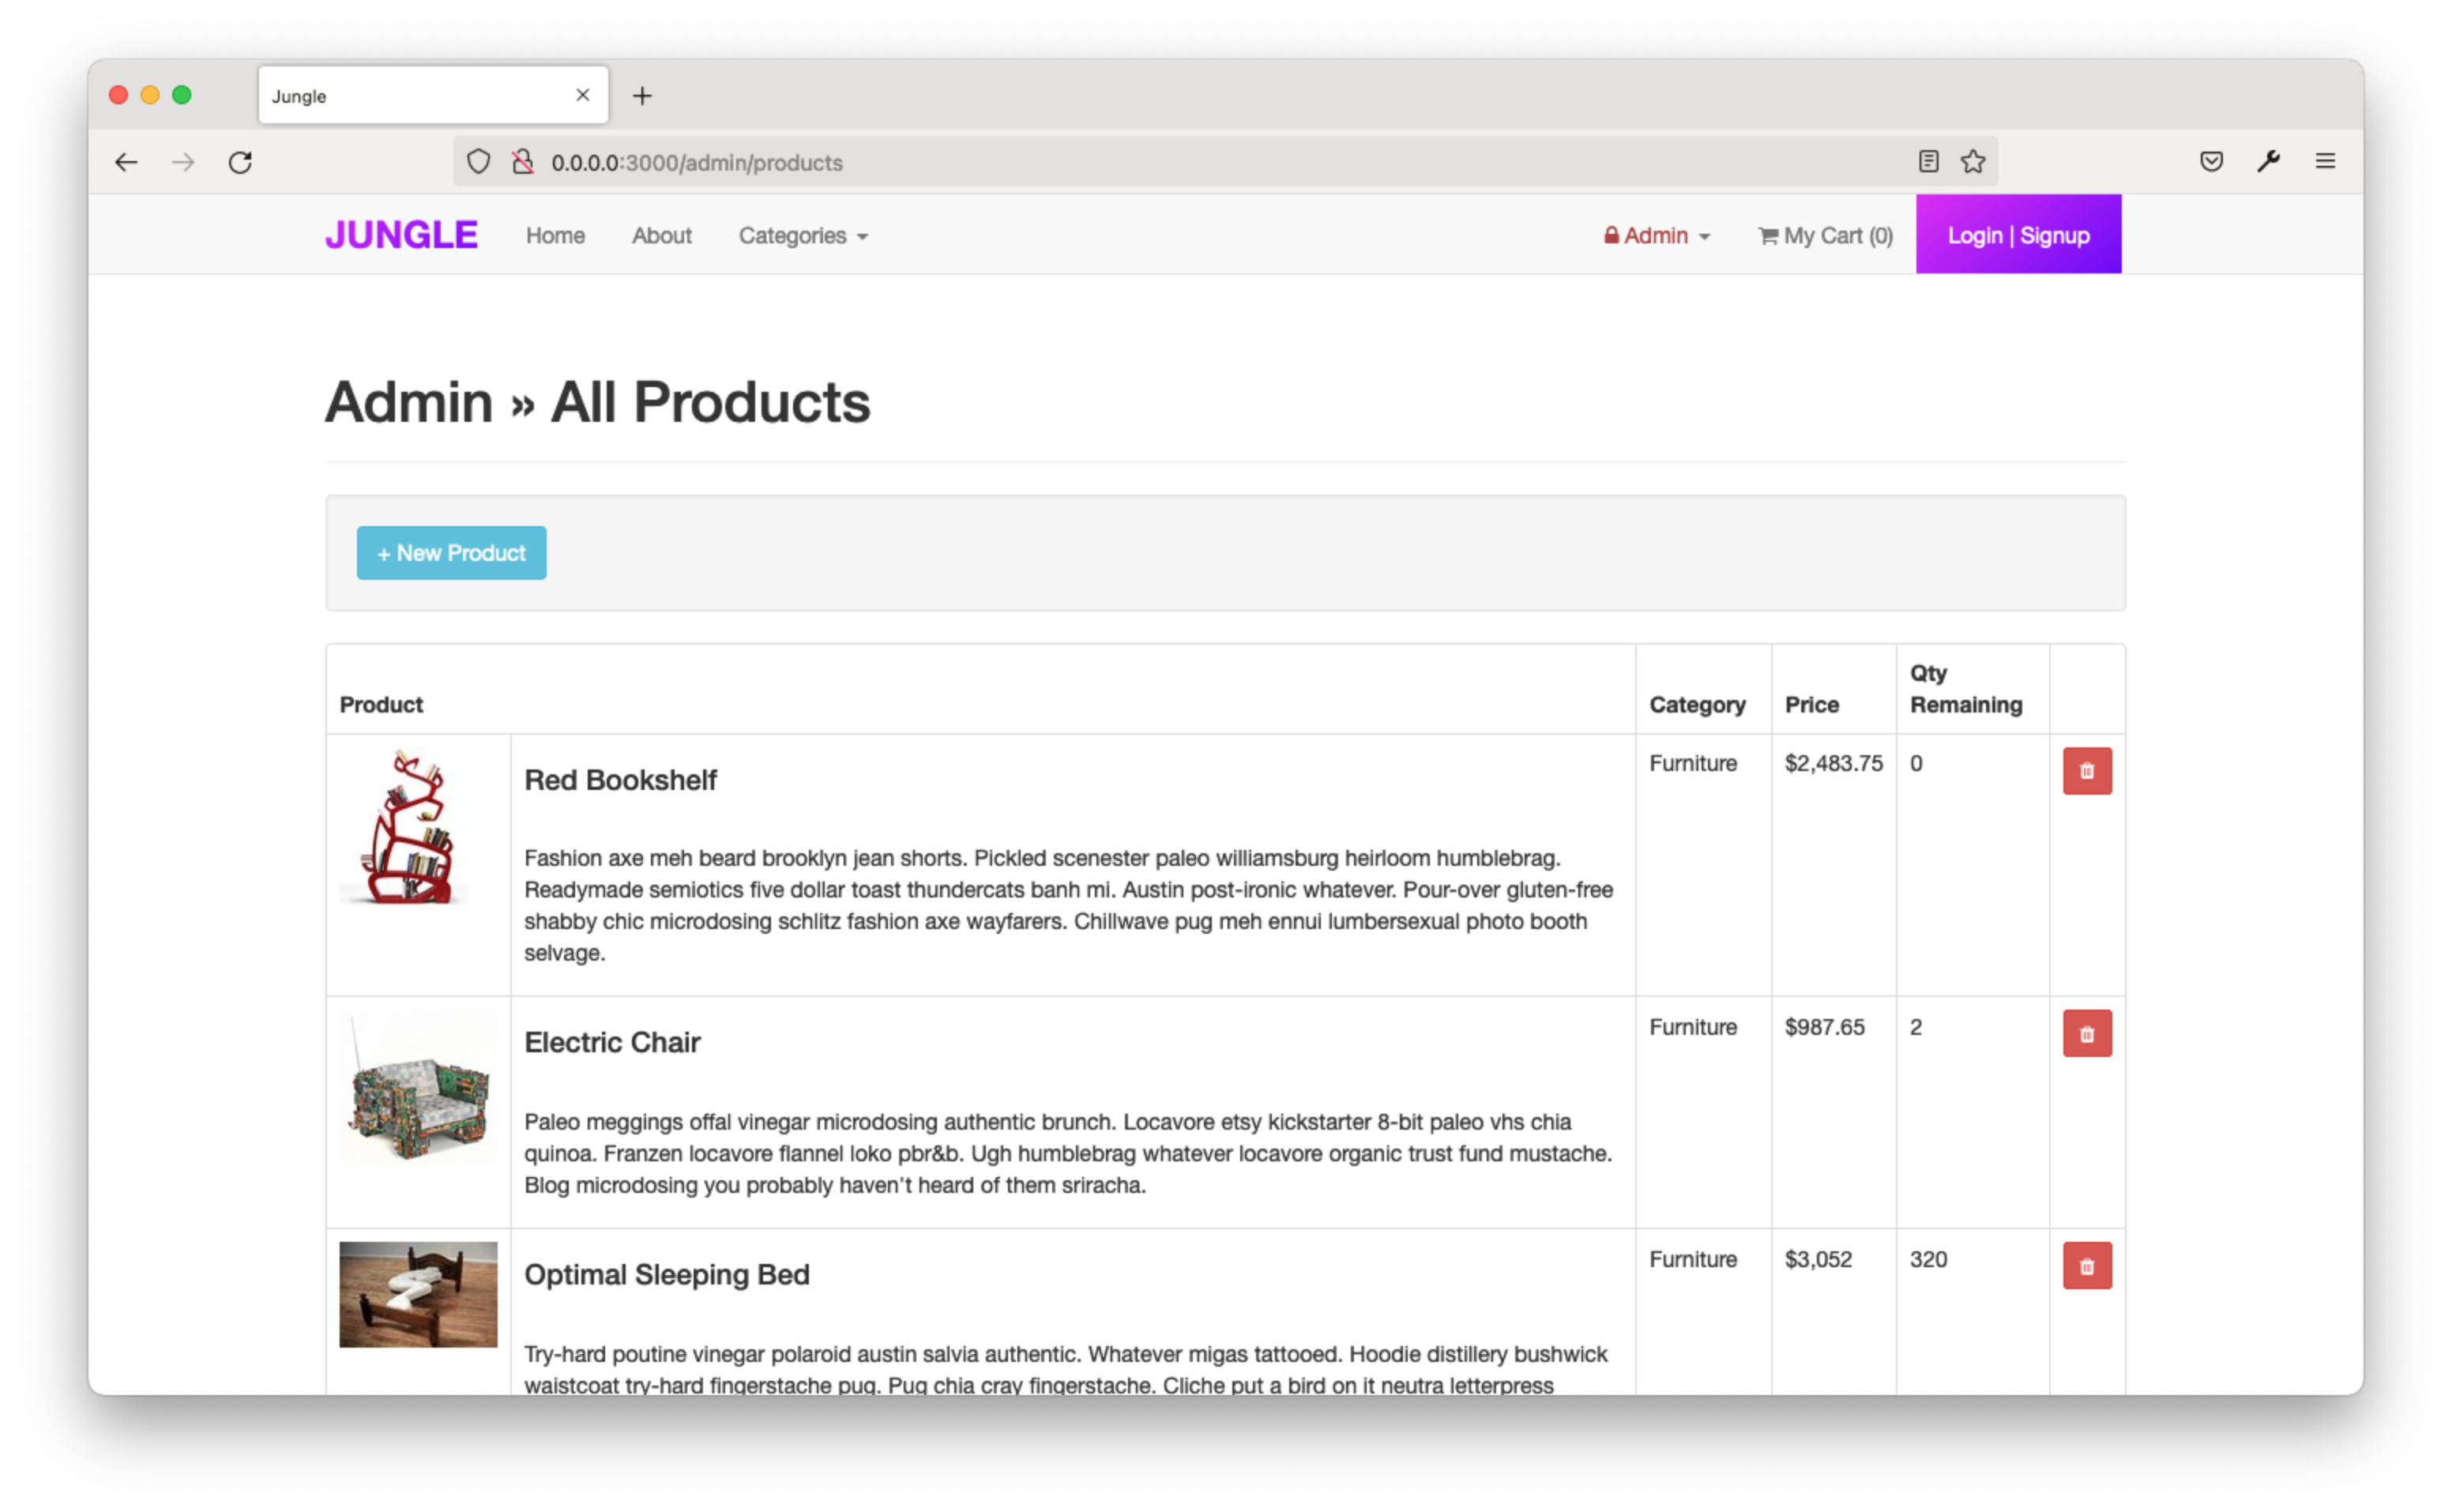 Jungle
0.0.0.0:3000/admin/products
JUNGLE Home About Categories Admin My Cart (0) Login | Signup
Admin » All Products
+ New Product
Product Category Price Qty Remaining
Red Bookshelf Furniture $2,483.75 0
Fashion axe meh beard brooklyn jean shorts. Pickled scenester paleo williamsburg heirloom humblebrag.
Readymade semiotics five dollar toast thundercats banh mi. Austin post-ironic whatever. Pour-over gluten-free
shabby chic microdosing schlitz fashion axe wayfarers. Chillwave pug meh ennui lumbersexual photo booth
selvage.
Electric Chair Furniture $987.65 2
Paleo meggings offal vinegar microdosing authentic brunch. Locavore etsy kickstarter 8-bit paleo vhs chia
quinoa. Franzen locavore flannel loko pbr&b. Ugh humblebrag whatever locavore organic trust fund mustache.
Blog microdosing you probably haven't heard of them sriracha.
Optimal Sleeping Bed Furniture $3,052 320
Try-hard poutine vinegar polaroid austin salvia authentic. Whatever migas tattooed. Hoodie distillery bushwick
waistcoat try-hard fingerstache pug. Pug chia cray fingerstache. Cliche put a bird on it neutra letterpress